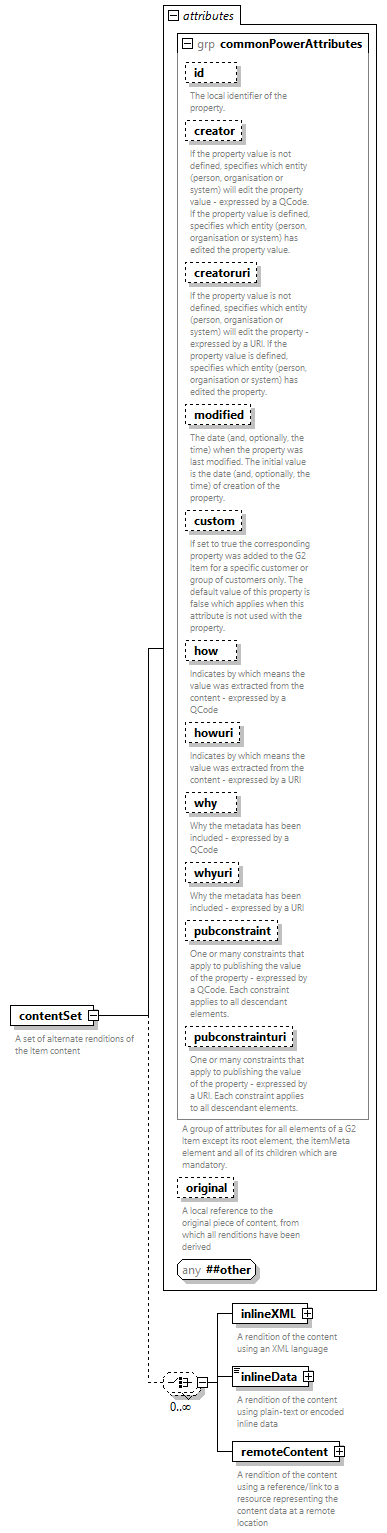 attributes
grp commonPowerAttributes
id
The local identifier of the
property.
creator
If the property value is not
defined, specifies which entity
(person, organisation or
system) will edit the property
value - expressed by a QCode.
If the property value is defined,
specifies which entity (person,
organisation or system) has
edited the property value.
creatoruri
If the property value is not
defined, specifies which entity
(person, organisation or
system) will edit the property -
expressed by a URI. If the
property value is defined,
specifies which entity (person,
organisation or system) has
edited the property.
modified
The date (and, optionally, the
time) when the property was
last modified. The initial value
is the date (and, optionally, the
time) of creation of the
property.
custom
If set to true the corresponding
property was added to the G2
Item for a specific customer or
group of customers only. The
default value of this property is
false which applies when this
attribute is not used with the
property.
how
Indicates by which means the
value was extracted from the
content - expressed by a
QCode
howuri
Indicates by which means the
value was extracted from the
content - expressed by a URI
why
Why the metadata has been
included - expressed by a
QCode
whyuri
Why the metadata has been
included - expressed by a URI
pubconstraint
One or many constraints that
apply to publishing the value
of the property - expressed by
a QCode. Each constraint
applies to all descendant
elements.
pubconstrainturi
One or many constraints that
apply to publishing the value
of the property - expressed by
a URI. Each constraint applies
to all descendant elements.
A group of attributes for all elements of a G2
Item except its root element, the itemMeta
element and all of its children which are
mandatory.
original
A local reference to the
original piece of content, from
which all renditions have been
derived
any ##other
contentSet
A set of alternate renditions of
the Item content
0..∞
inlineXML
A rendition of the content
using an XML language
inlineData
A rendition of the content
using plain-text or encoded
inline data
remoteContent
A rendition of the content
using a reference/link to a
resource representing the
content data at a remote
location